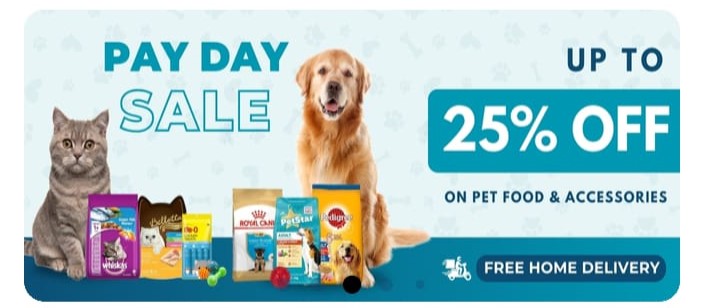 PAY DAY
SALE
UP TO
25% OFF
ON PET FOOD & ACCESSORIES
FREE HOME DELIVERY
whiskas
Bellotta
me-O
ROYAL CANIN
PetStar
Pedigree